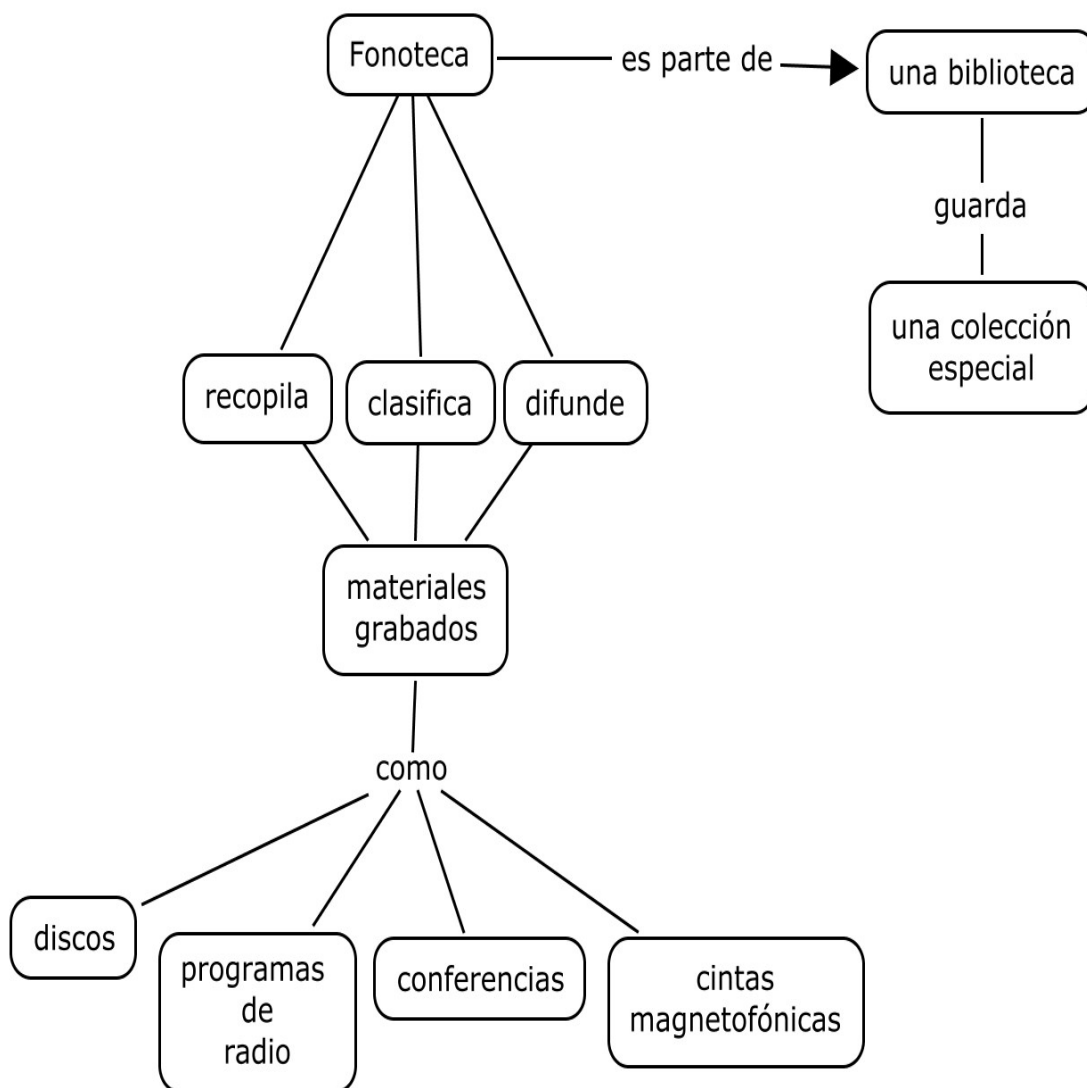 Fonoteca
es parte de
una biblioteca
guarda
una colección
especial
recopila
clasifica
difunde
materiales
grabados
como
discos
programas
de
radio
conferencias
cintas
magnetofónicas